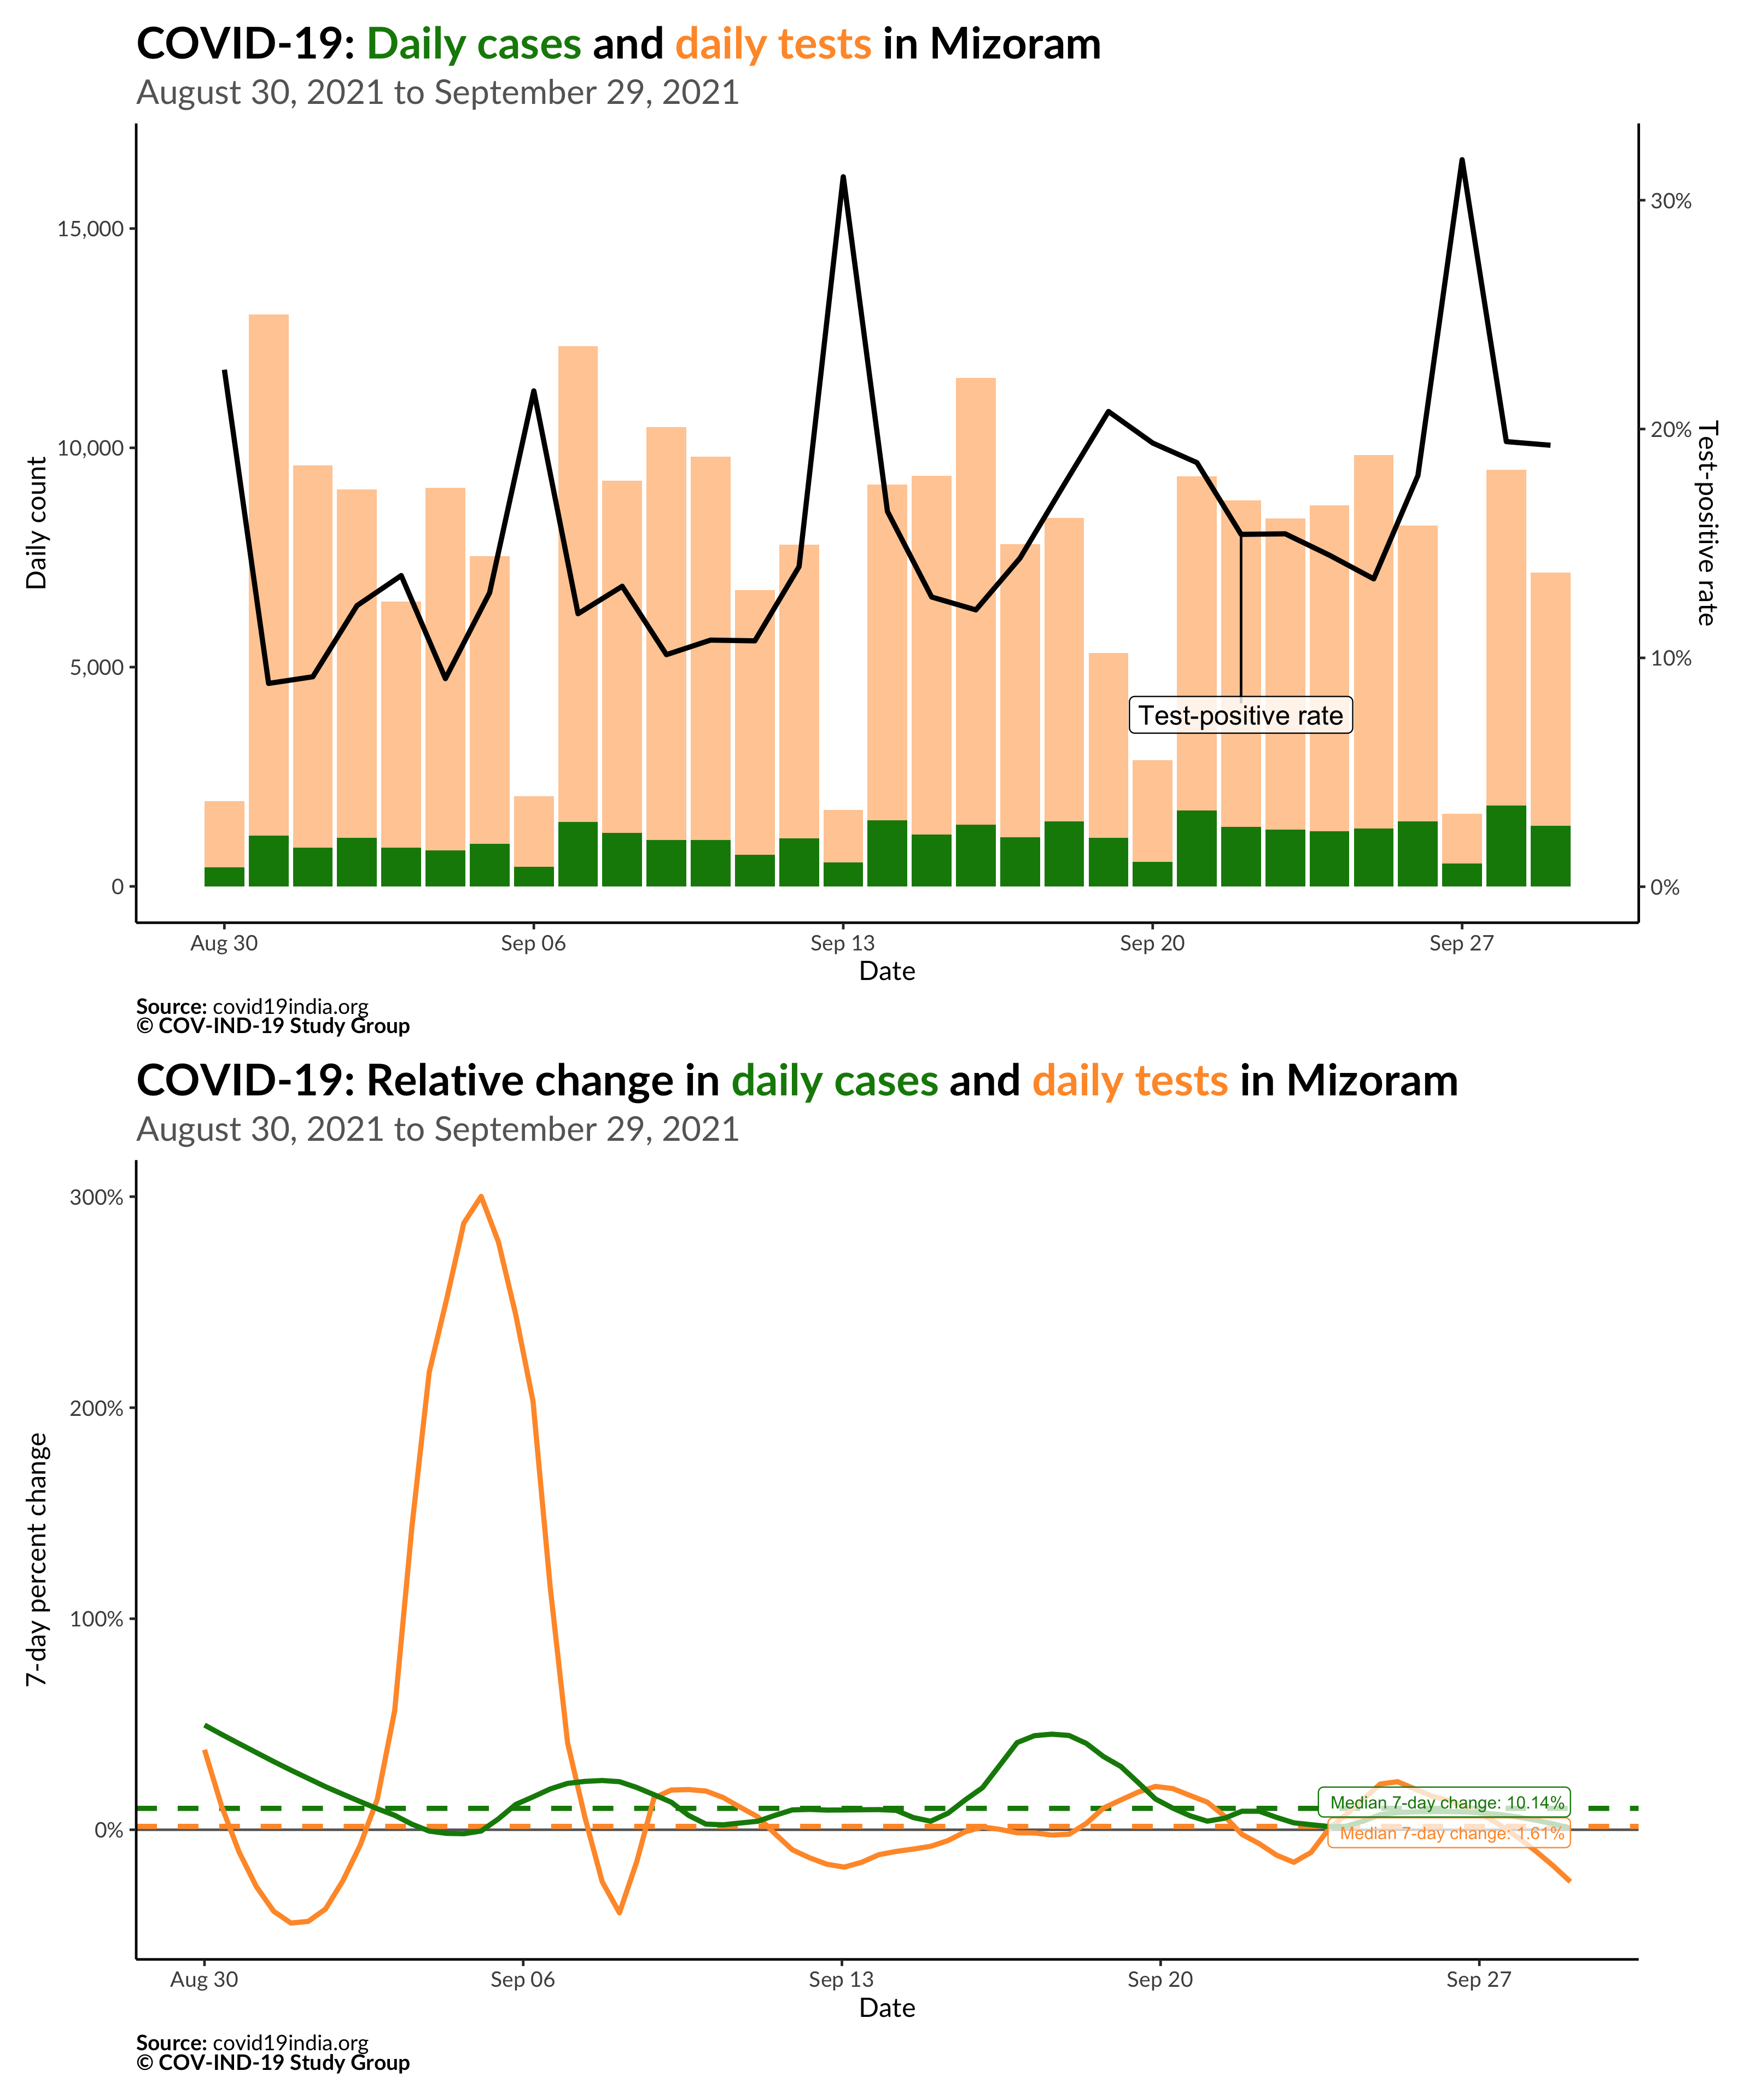 COVID-19: Daily cases and daily tests in Mizoram
August 30, 2021 to September 29, 2021
15,000
10,000
5,000
0
Daily count
30%
20%
10%
0%
Test-positive rate
Test-positive rate
Aug 30
Sep 06
Sep 13
Sep 20
Sep 27
Date
Source: covid19india.org
© COV-IND-19 Study Group
COVID-19: Relative change in daily cases and daily tests in Mizoram
August 30, 2021 to September 29, 2021
300%
200%
100%
0%
7-day percent change
Median 7-day change: 10.14%
Median 7-day change: 1.61%
Aug 30
Sep 06
Sep 13
Sep 20
Sep 27
Date
Source: covid19india.org
© COV-IND-19 Study Group